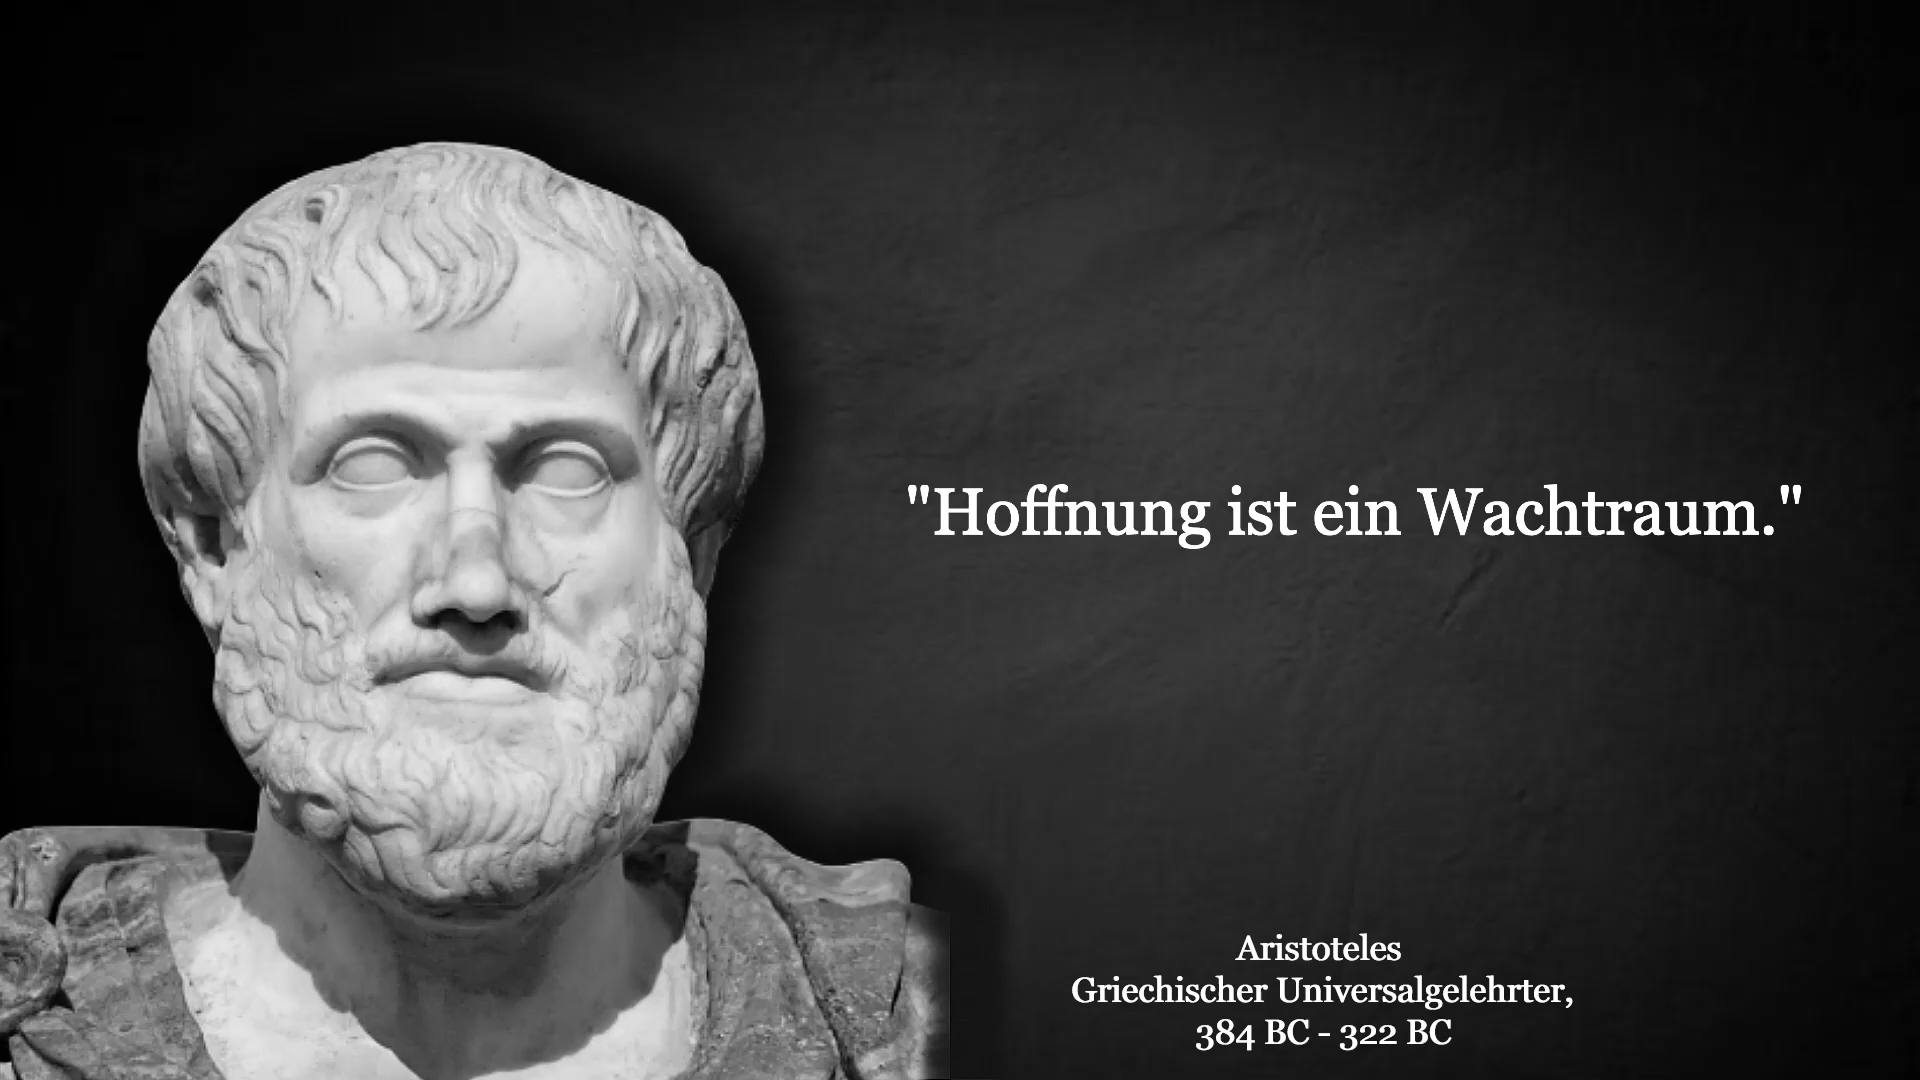 "Hoffnung ist ein Wachtraum."
Aristoteles
Griechischer Universalgelehrter,
384 BC - 322 BC